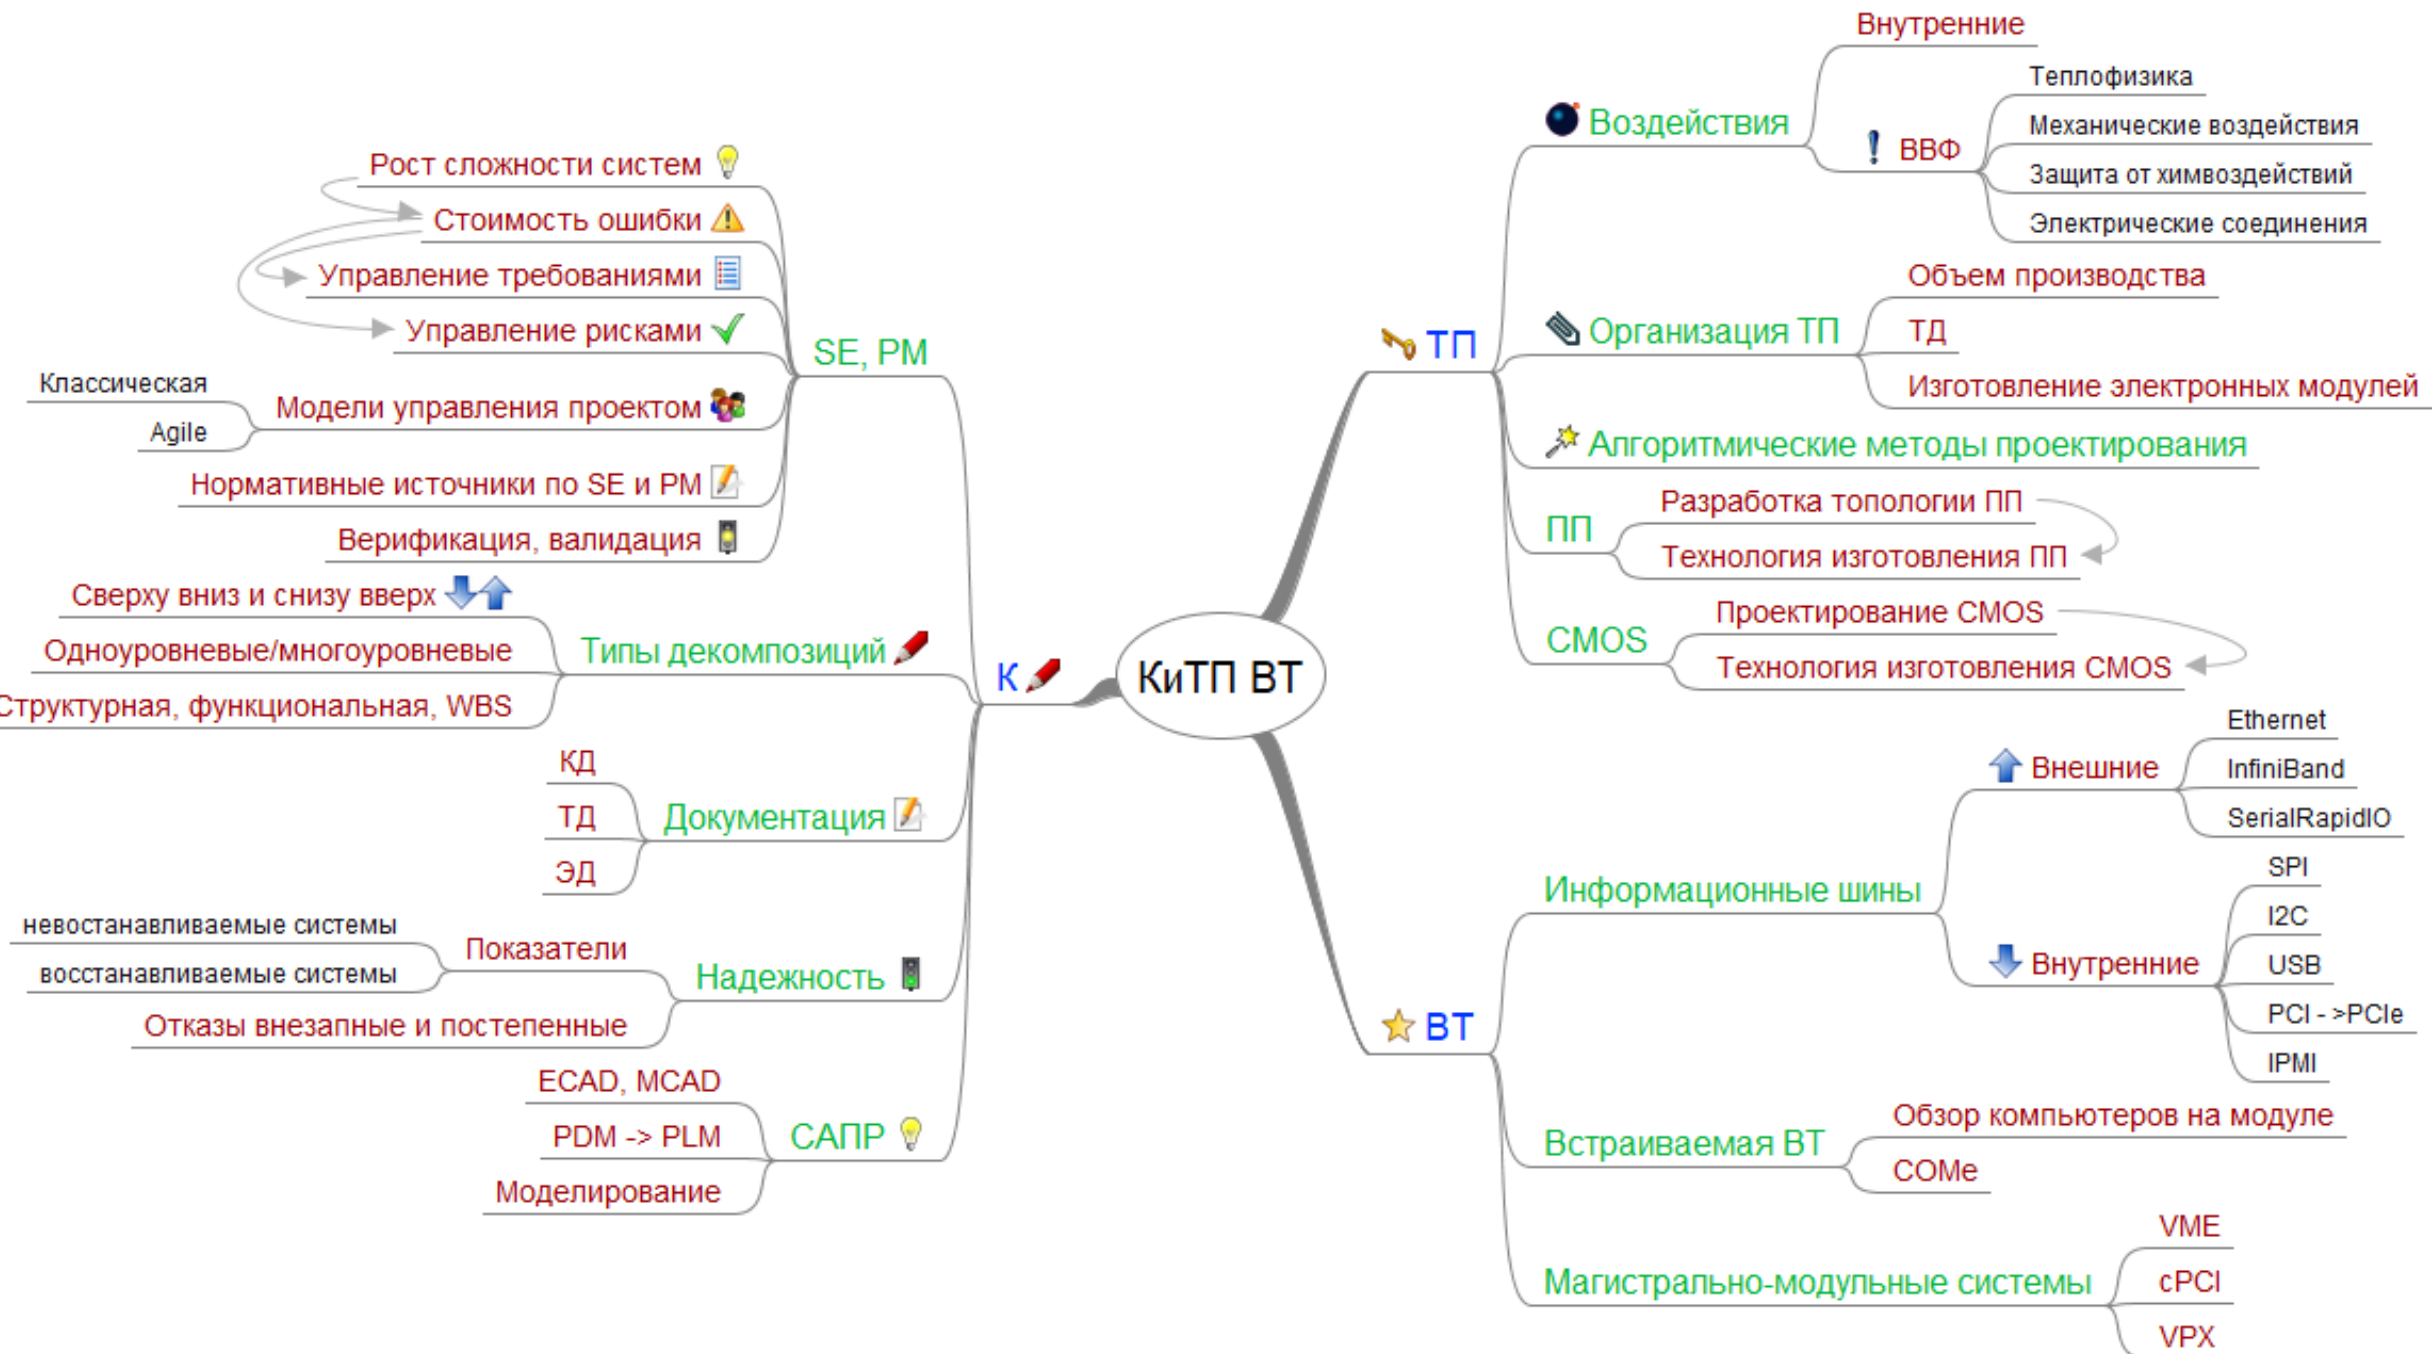 КиТП ВТ
К
SE, PM
Рост сложности систем
Стоимость ошибки
Управление требованиями
Управление рисками
Модели управления проектом
Классическая
Agile
Нормативные источники по SE и PM
Верификация, валидация
Типы декомпозиций
Сверху вниз и снизу вверх
Одноуровневые/многоуровневые
Структурная, функциональная, WBS
Документация
КД
ТД
ЭД
Надежность
Показатели
невостанавливаемые системы
восстанавливаемые системы
Отказы внезапные и постепенные
САПР
ECAD, MCAD
PDM -> PLM
Моделирование
ТП
Воздействия
Внутренние
ВВФ
Теплофизика
Механические воздействия
Защита от химвоздействий
Электрические соединения
Организация ТП
Объем производства
ТД
Изготовление электронных модулей
Алгоритмические методы проектирования
ПП
Разработка топологии ПП
Технология изготовления ПП
CMOS
Проектирование CMOS
Технология изготовления CMOS
ВТ
Информационные шины
Внешние
Ethernet
InfiniBand
SerialRapidIO
Внутренние
SPI
I2C
USB
PCI - >PCIe
IPMI
Встраиваемая ВТ
Обзор компьютеров на модуле
COMe
Магистрально-модульные системы
VME
cPCI
VPX